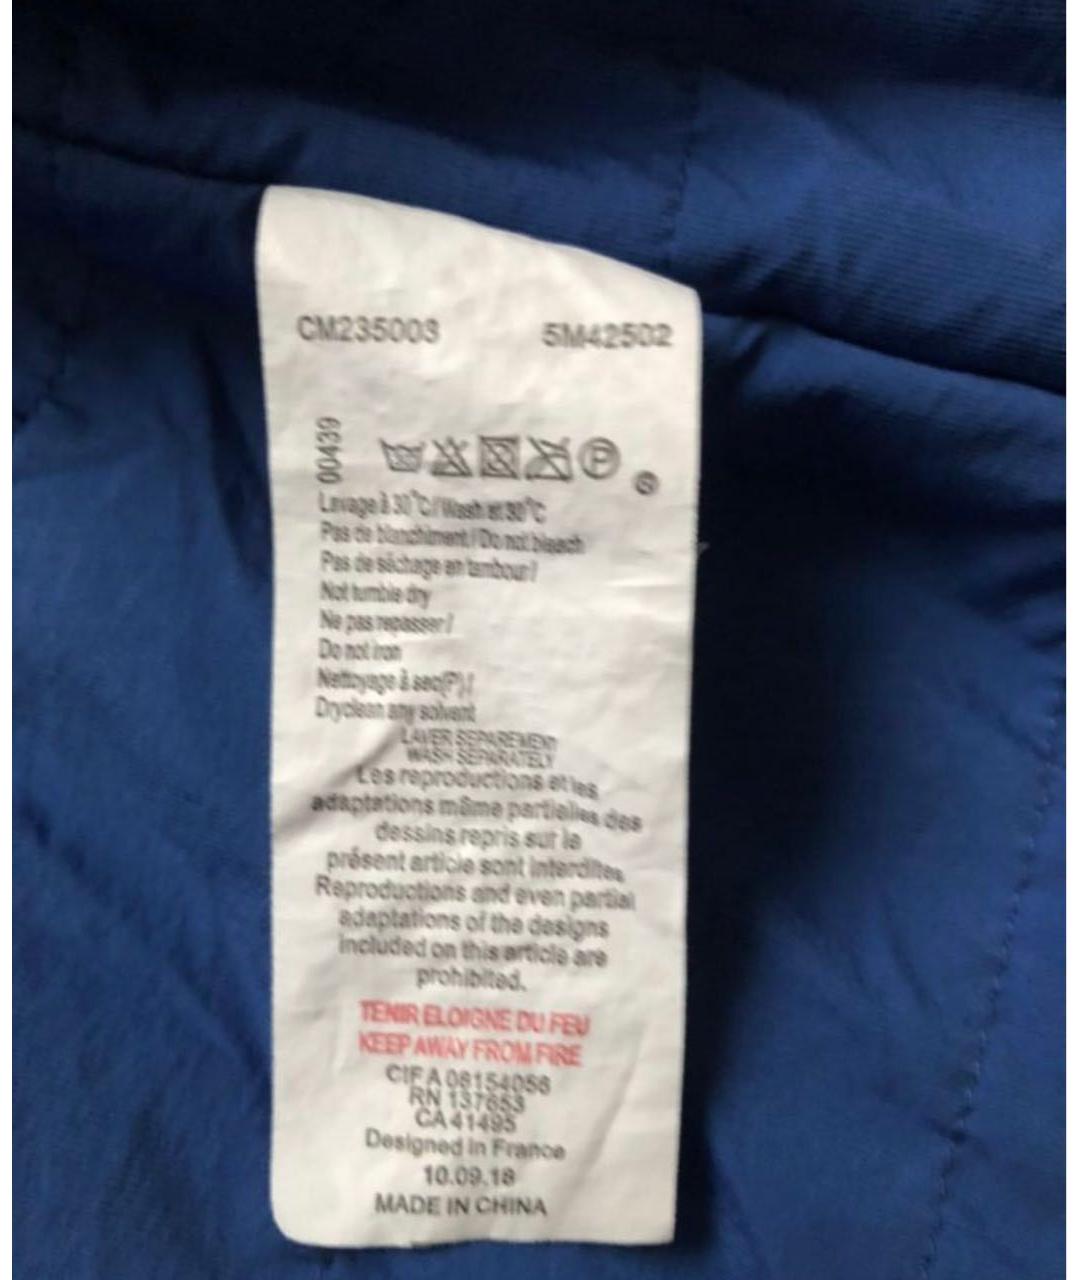 CM235003 5M42502
00439
P
Lavage à 30°C / Wash at 30°C
Pas de blanchiment / Do not bleach
Pas de séchage en tambour /
Not tumble dry
Ne pas repasser /
Do not iron
Nettoyage à sec(P) /
Dryclean any solvent
LAVER SEPAREMENT
WASH SEPARATELY
Les reproductions et les
adaptations même partielles des
dessins repris sur le
présent article sont interdites.
Reproductions and even partial
adaptations of the designs
included on this article are
prohibited.
TENIR ELOIGNE DU FEU
KEEP AWAY FROM FIRE
CIF A 08154056
RN 137653
CA 41495
Designed in France
10.09.18
MADE IN CHINA